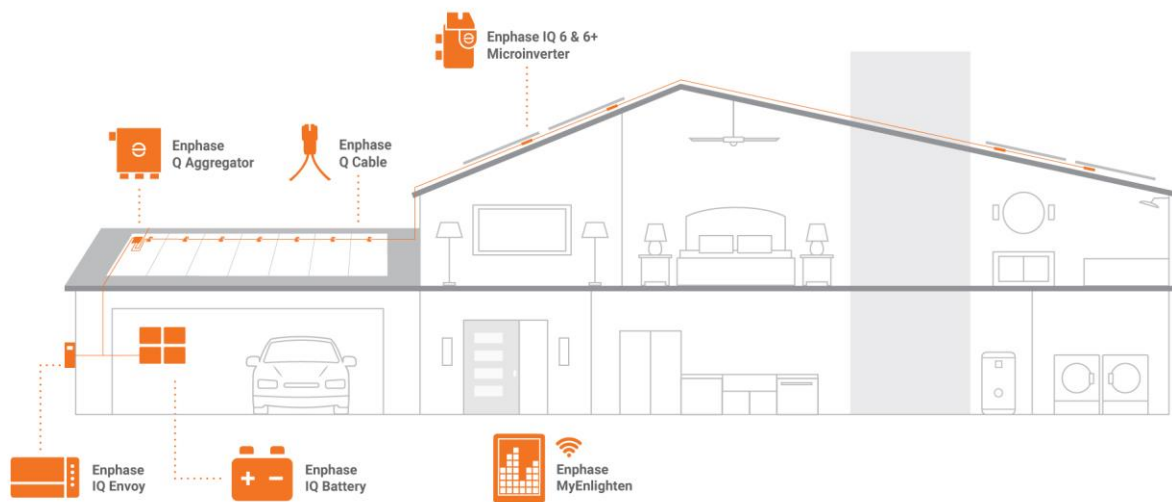 Enphase IQ 6 & 6+
Microinverter
Enphase
Q Aggregator
Enphase
Q Cable
Enphase
IQ Envoy
Enphase
IQ Battery
Enphase
MyEnlighten